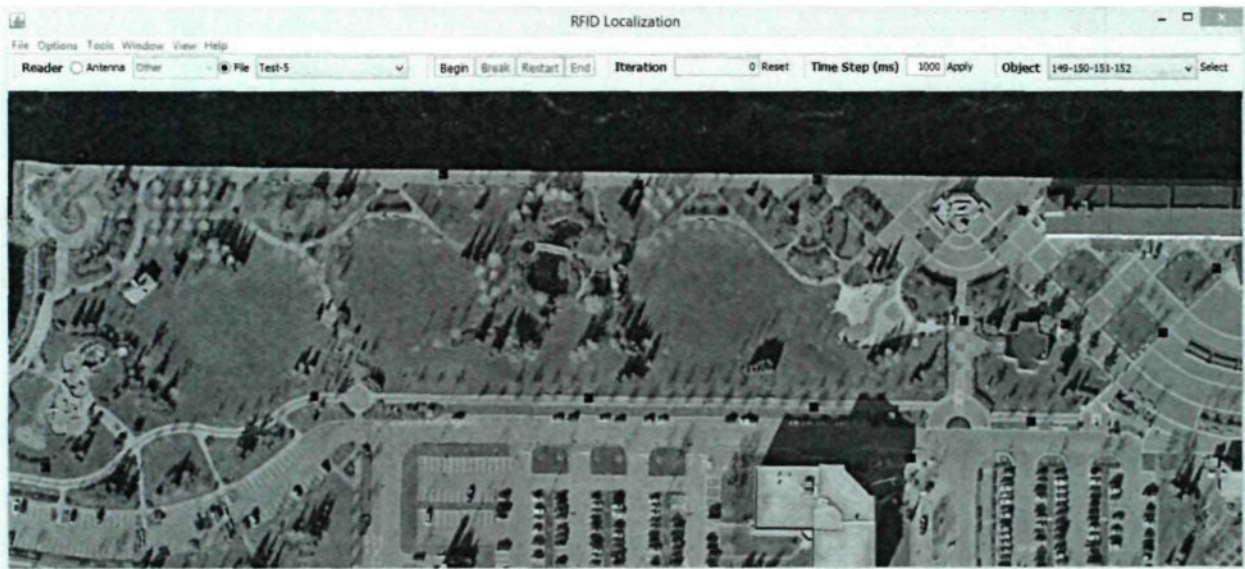 RFID Localization
File Options Tools Window View Help
Reader Antenna Other File Test-5 Begin Break Restart End Iteration 0 Reset Time Step (ms) 1000 Apply Object 149-150-151-152 Select